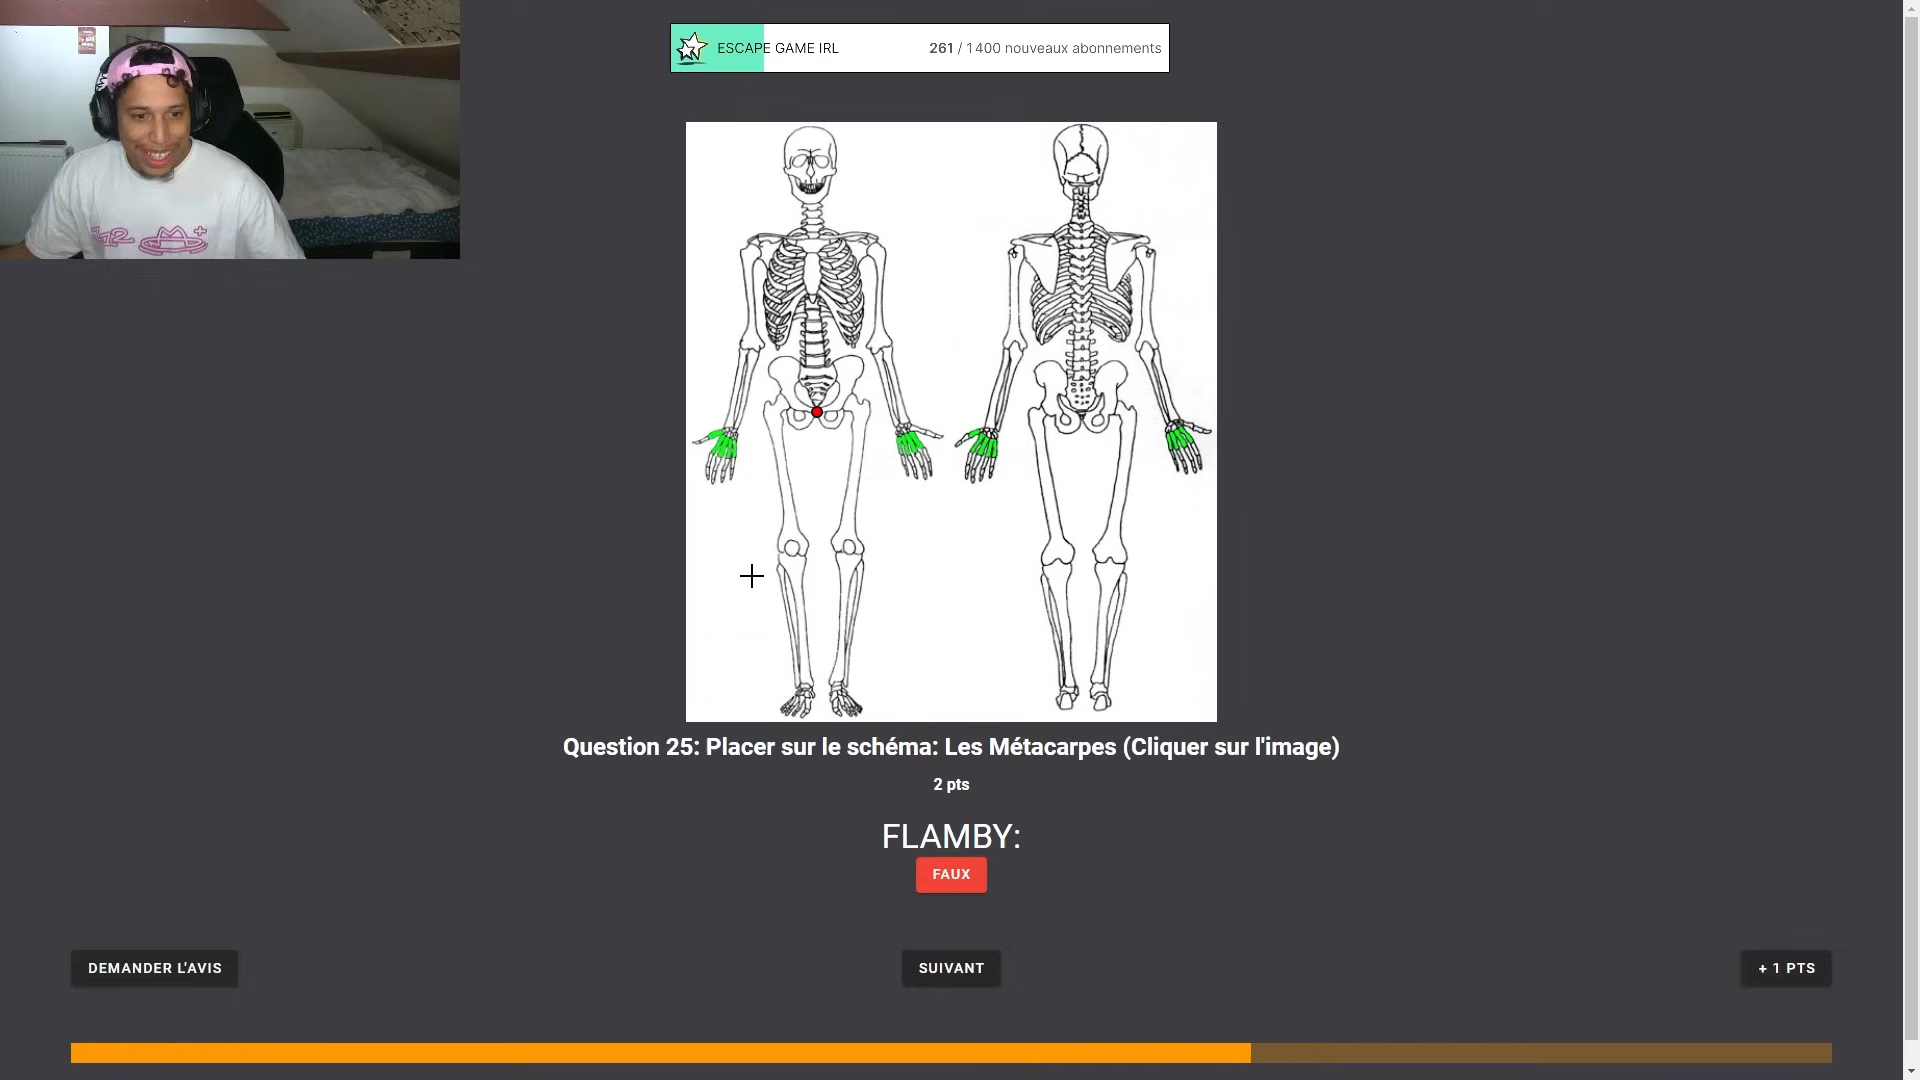 ESCAPE GAME IRL
261 / 1 400 nouveaux abonnements
Question 25: Placer sur le schéma: Les Métacarpes (Cliquer sur l'image)
2 pts
FLAMBY:
FAUX
DEMANDER L'AVIS
SUIVANT
+ 1 PTS